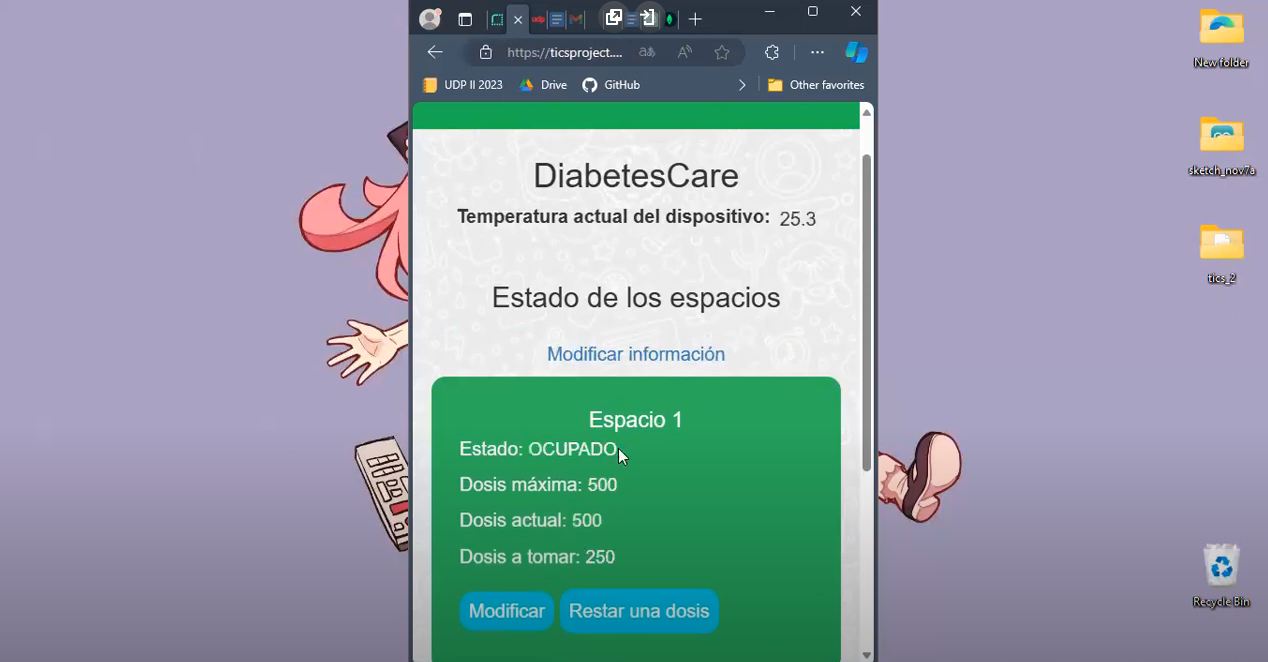 https://ticsproject....
UDP II 2023
Drive
GitHub
Other favorites
DiabetesCare
Temperatura actual del dispositivo: 25.3
Estado de los espacios
Modificar información
Espacio 1
Estado: OCUPADO
Dosis máxima: 500
Dosis actual: 500
Dosis a tomar: 250
Modificar
Restar una dosis
New folder
sketch_nov7a
tics_2
Recycle Bin